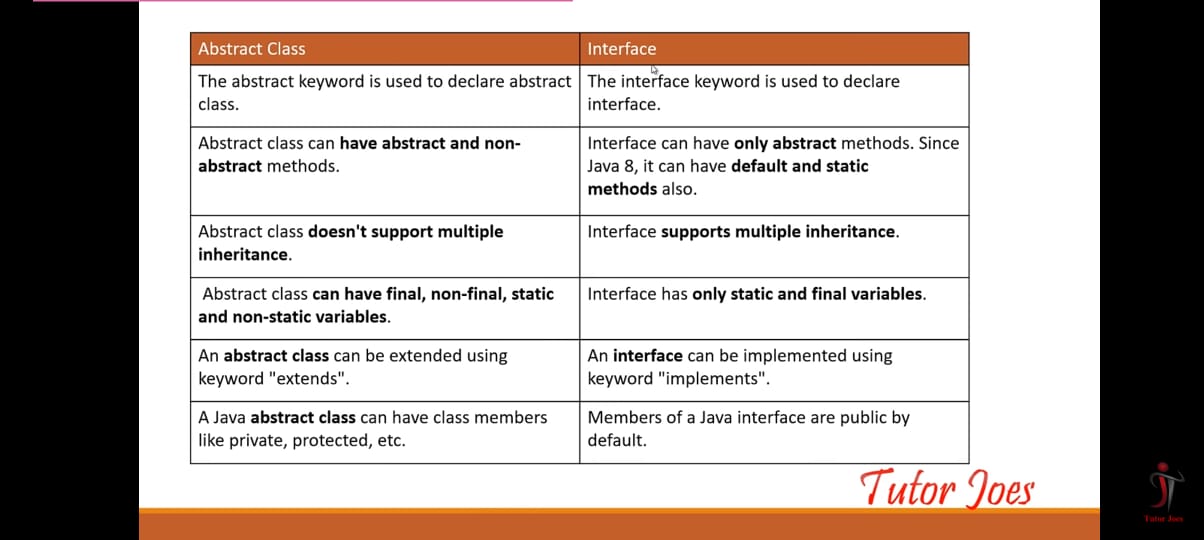 Abstract Class
Interface
The abstract keyword is used to declare abstract
class.
The interface keyword is used to declare
interface.
Abstract class can have abstract and non-
abstract methods.
Interface can have only abstract methods. Since
Java 8, it can have default and static
methods also.
Abstract class doesn't support multiple
inheritance.
Interface supports multiple inheritance.
Abstract class can have final, non-final, static
and non-static variables.
Interface has only static and final variables.
An abstract class can be extended using
keyword "extends".
An interface can be implemented using
keyword "implements".
A Java abstract class can have class members
like private, protected, etc.
Members of a Java interface are public by
default.
Tutor Joes
Tutor Joes